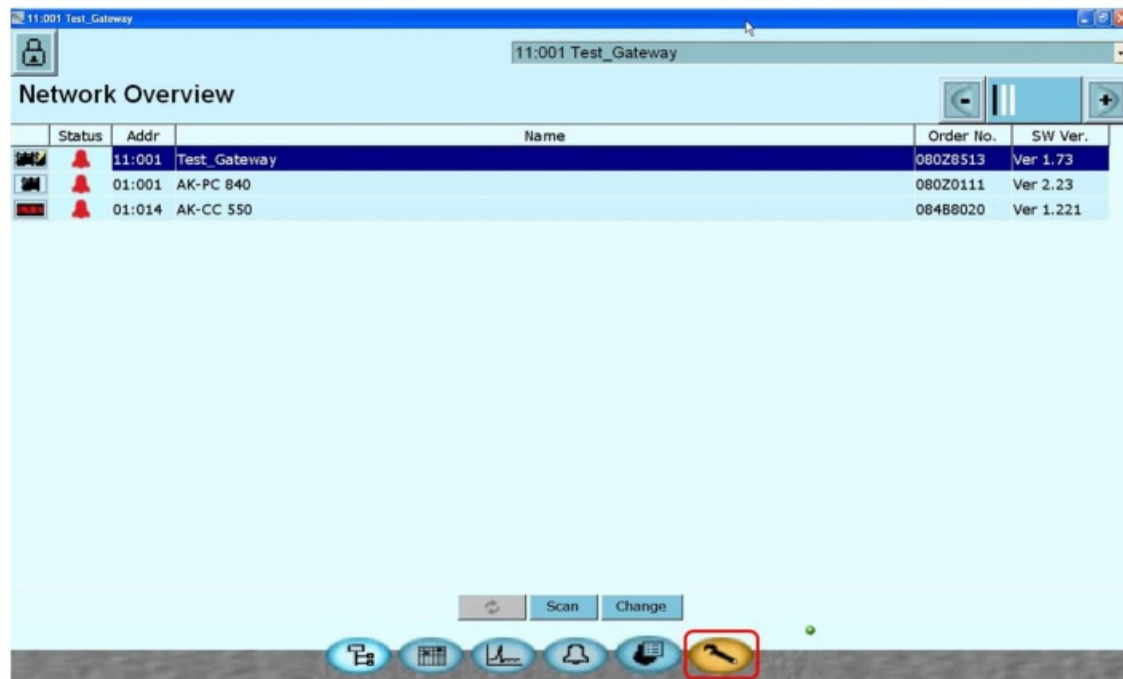 11:001 Test_Gateway
11:001 Test_Gateway
Network Overview
Status Addr Name Order No. SW Ver.
11:001 Test_Gateway 080Z8513 Ver 1.73
01:001 AK-PC 840 080Z0111 Ver 2.23
01:014 AK-CC 550 084B8020 Ver 1.221
Scan Change